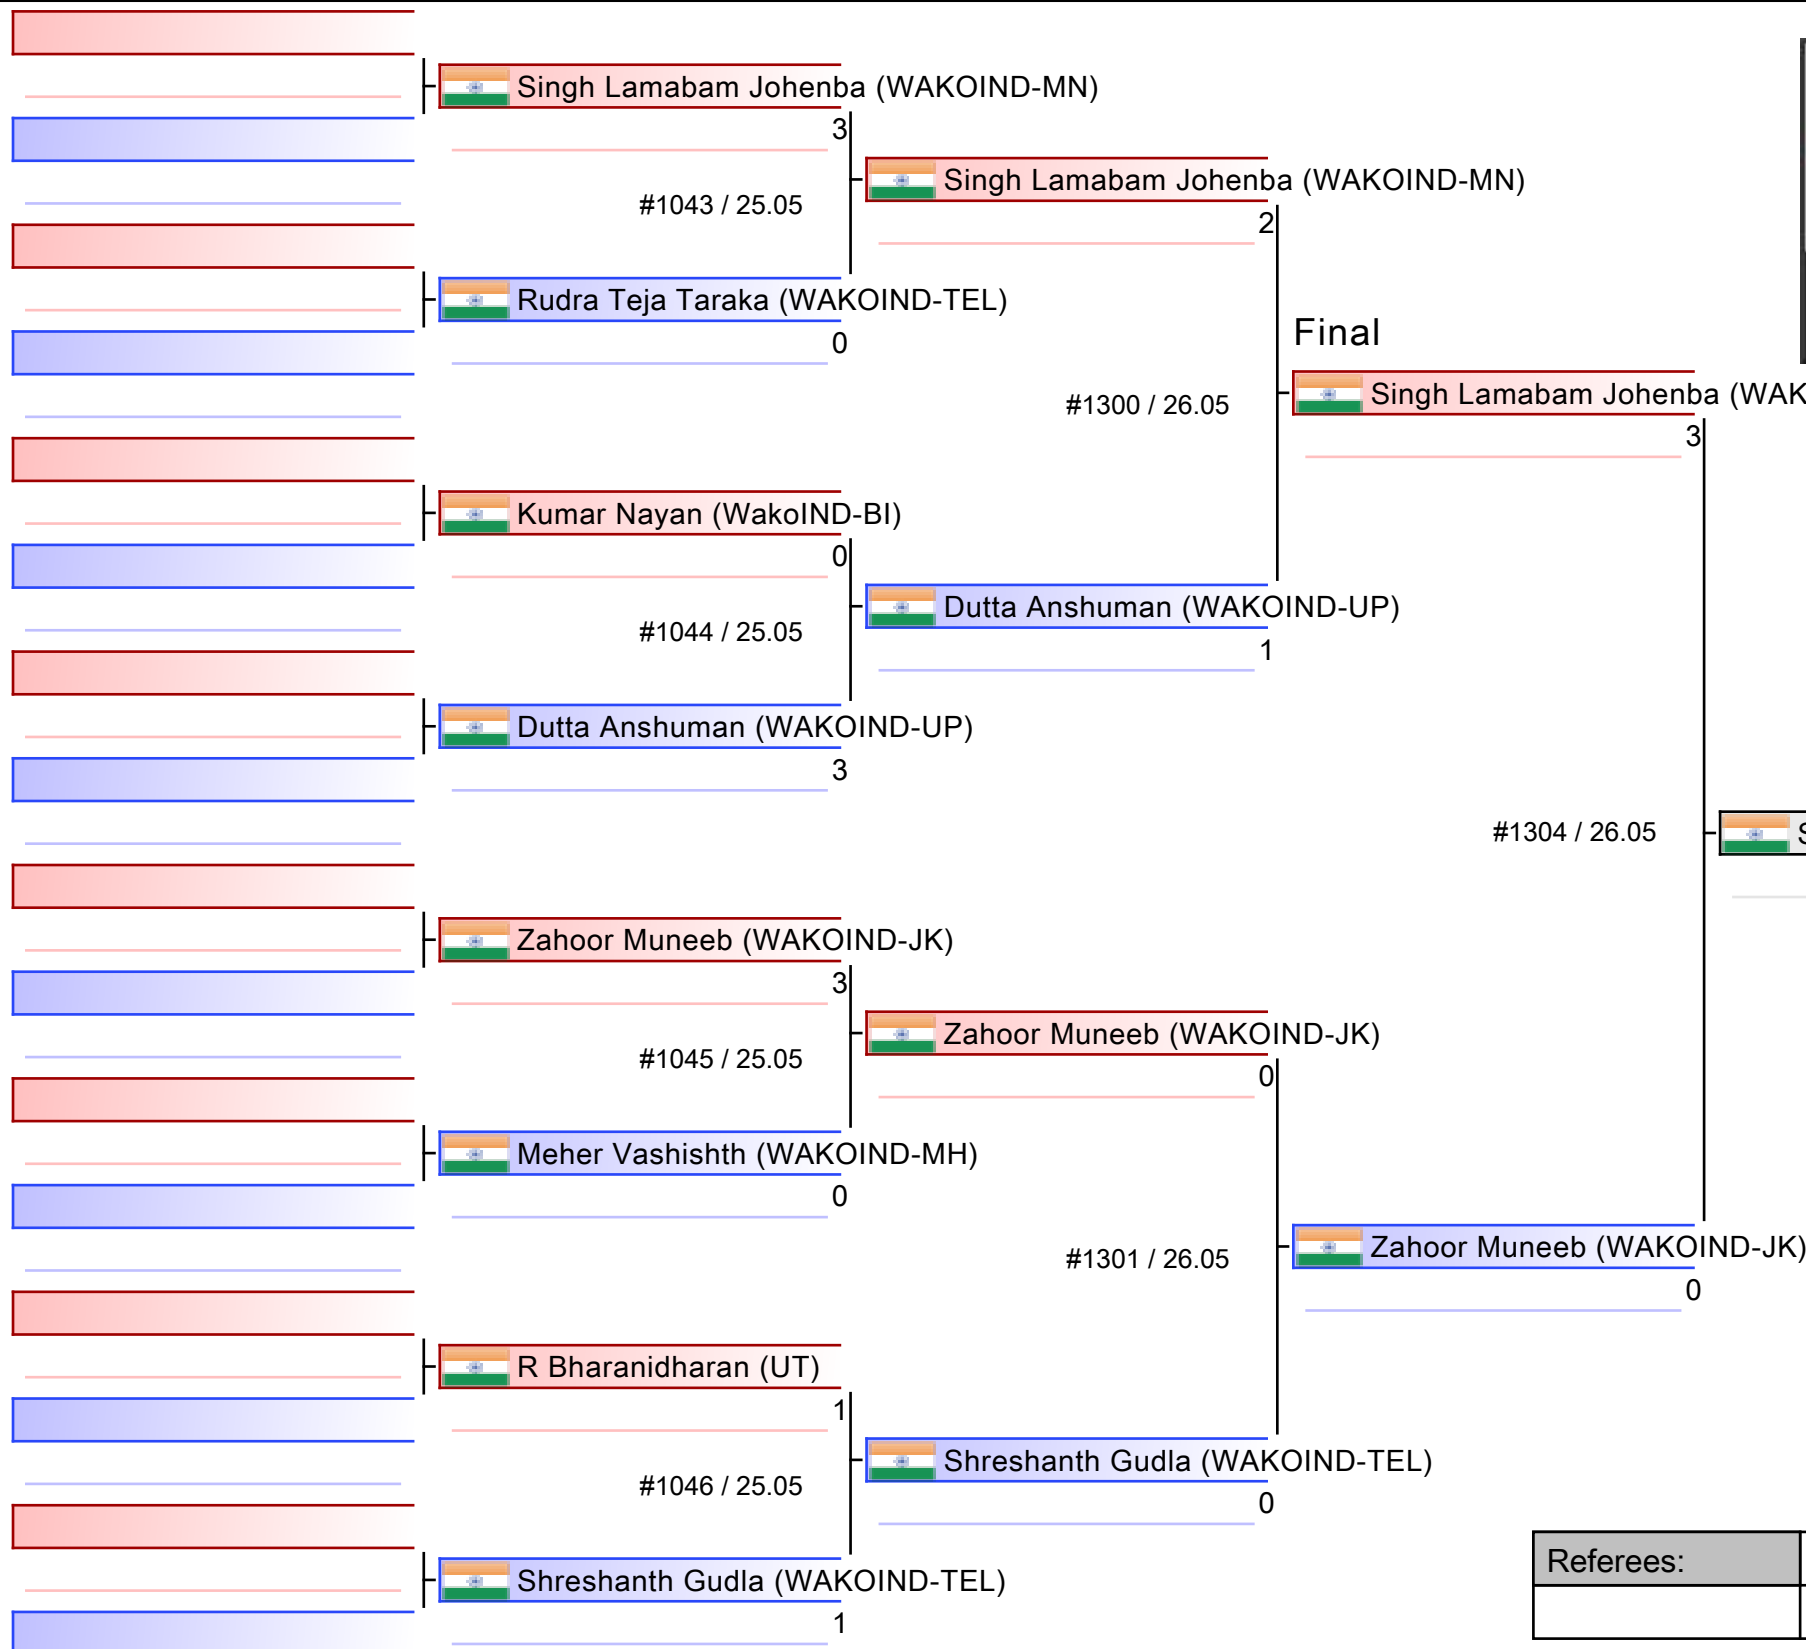 Singh Lamabam Johenba (WAKOIND-MN)
3
#1043 / 25.05
Rudra Teja Taraka (WAKOIND-TEL)
0
Kumar Nayan (WakoIND-BI)
0
#1044 / 25.05
Dutta Anshuman (WAKOIND-UP)
3
Zahoor Muneeb (WAKOIND-JK)
3
#1045 / 25.05
Meher Vashishth (WAKOIND-MH)
0
R Bharanidharan (UT)
1
#1046 / 25.05
Shreshanth Gudla (WAKOIND-TEL)
1
Singh Lamabam Johenba (WAKOIND-MN)
2
#1300 / 26.05
Dutta Anshuman (WAKOIND-UP)
1
Zahoor Muneeb (WAKOIND-JK)
0
#1301 / 26.05
Shreshanth Gudla (WAKOIND-TEL)
0
Final
Singh Lamabam Johenba (WAK
3
#1304 / 26.05
Zahoor Muneeb (WAKOIND-JK)
0
Referees: